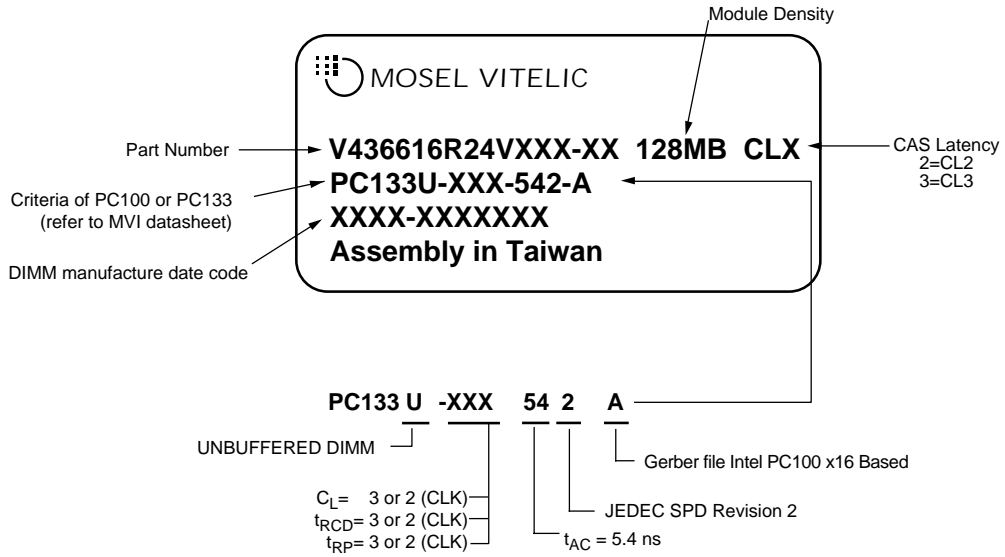 Module Density
MOSEL VITELIC
Part Number
V436616R24VXXX-XX 128MB CLX
CAS Latency
2=CL2
3=CL3
Criteria of PC100 or PC133
(refer to MVI datasheet)
PC133U-XXX-542-A
XXXX-XXXXXXX
DIMM manufacture date code
Assembly in Taiwan
PC133 U -XXX 54 2 A
UNBUFFERED DIMM
Gerber file Intel PC100 x16 Based
CL= 3 or 2 (CLK)
tRCD= 3 or 2 (CLK)
tRP= 3 or 2 (CLK)
JEDEC SPD Revision 2
tAC = 5.4 ns